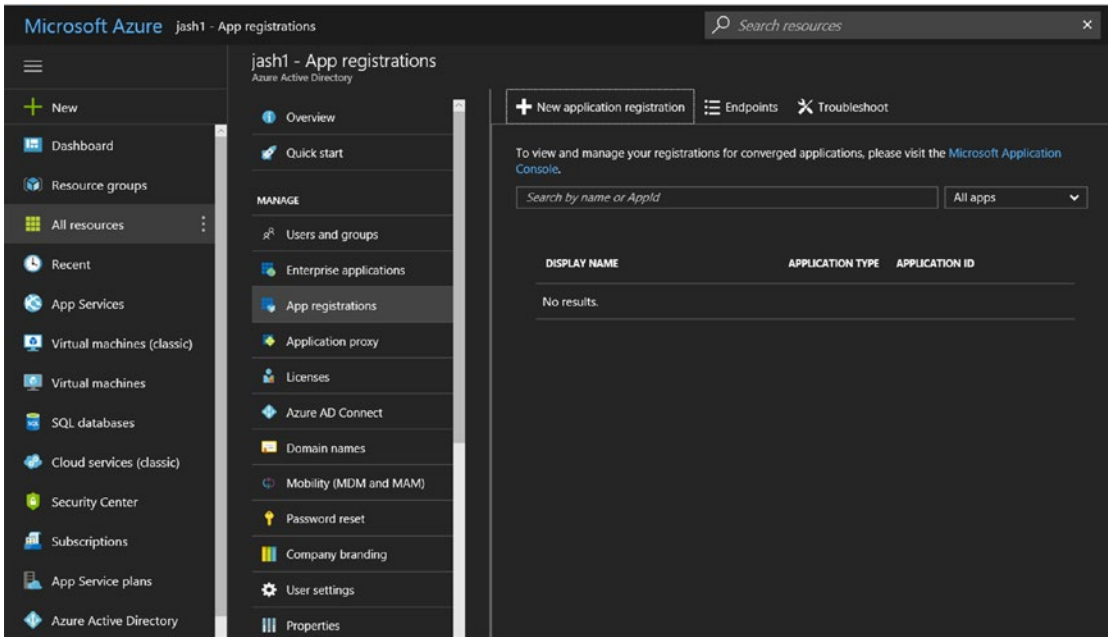 Microsoft Azure jash1 - App registrations
Search resources
New
Dashboard
Resource groups
All resources
Recent
App Services
Virtual machines (classic)
Virtual machines
SQL databases
Cloud services (classic)
Security Center
Subscriptions
App Service plans
Azure Active Directory
jash1 - App registrations
Azure Active Directory
Overview
Quick start
MANAGE
Users and groups
Enterprise applications
App registrations
Application proxy
Licenses
Azure AD Connect
Domain names
Mobility (MDM and MAM)
Password reset
Company branding
User settings
Properties
New application registration Endpoints Troubleshoot
To view and manage your registrations for converged applications, please visit the Microsoft Application
Console.
Search by name or AppId All apps
DISPLAY NAME APPLICATION TYPE APPLICATION ID
No results.